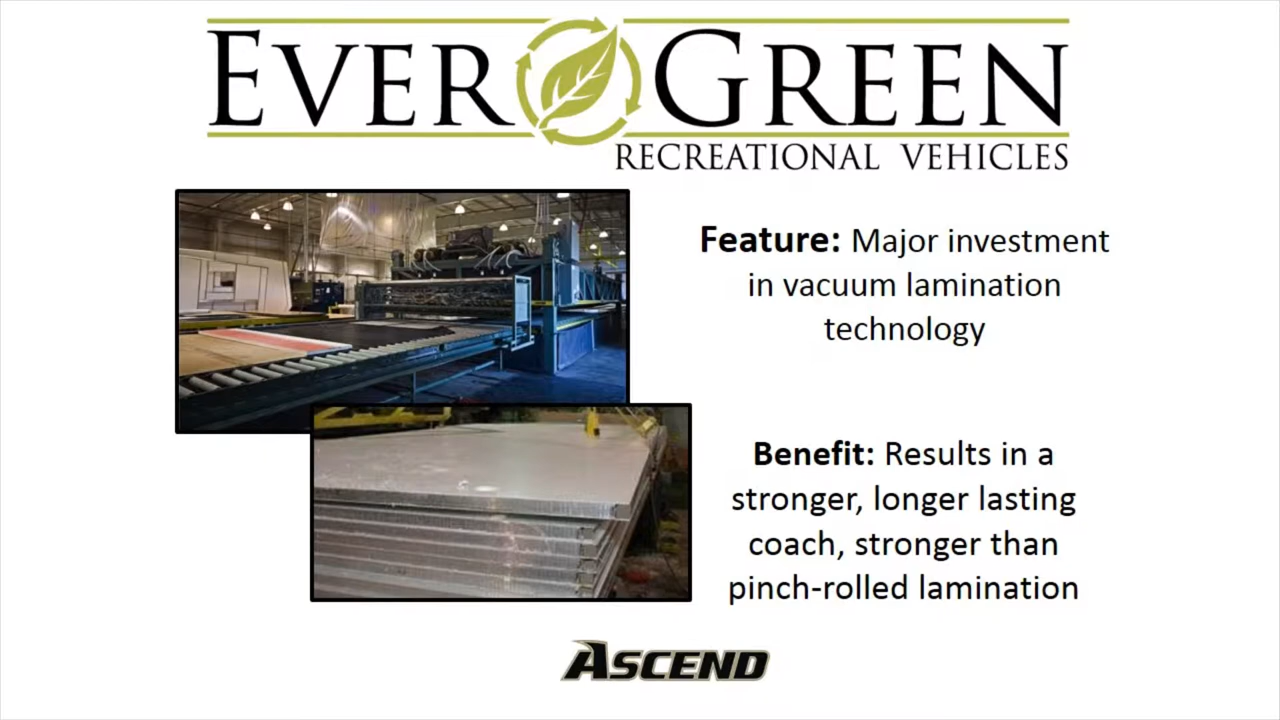 EVERGREEN
RECREATIONAL VEHICLES
Feature: Major investment
in vacuum lamination
technology
Benefit: Results in a
stronger, longer lasting
coach, stronger than
pinch-rolled lamination
ASCEND